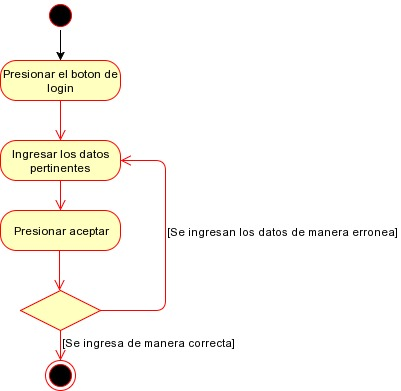 Presionar el boton de
login
Ingresar los datos
pertinentes
Presionar aceptar
[Se ingresan los datos de manera erronea]
[Se ingresa de manera correcta]